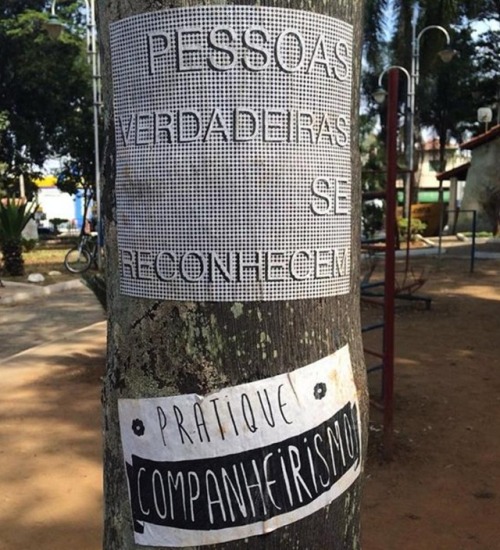 PESSOAS
VERDADEIRAS
SE
RECONHECEM
PRATiQUE
COMPANHEiRiSMO